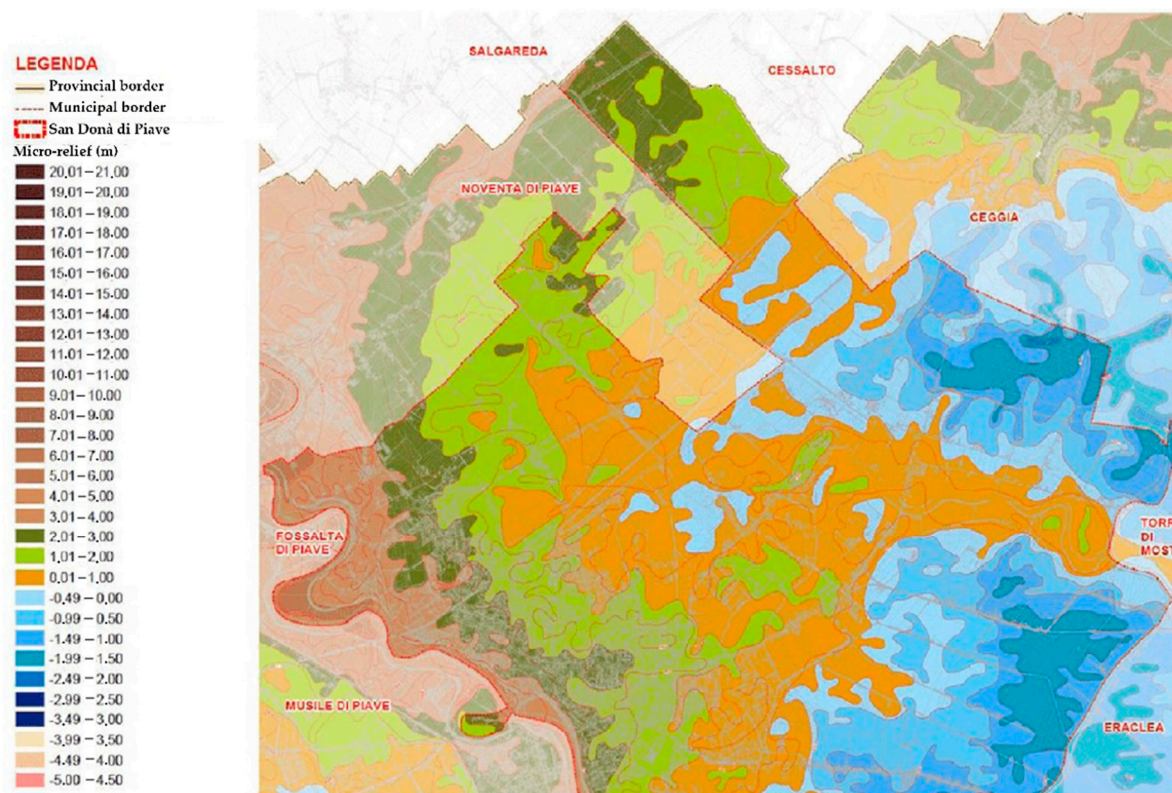 LEGENDA
Provincial border
Municipal border
San Donà di Piave
Micro-relief (m)
20,01 – 21,00
19,01 – 20,00
18,01 – 19,00
17,01 – 18,00
16,01 – 17,00
15,01 – 16,00
14,01 – 15,00
13,01 – 14,00
12,01 – 13,00
11,01 – 12,00
10,01 – 11,00
9,01 – 10,00
8,01 – 9,00
7,01 – 8,00
6,01 – 7,00
5,01 – 6,00
4,01 – 5,00
3,01 – 4,00
2,01 – 3,00
1,01 – 2,00
0,01 – 1,00
-0,49 – 0,00
-0,99 – 0,50
-1,49 – 1,00
-1,99 – 1,50
-2,49 – 2,00
-2,99 – 2,50
-3,49 – 3,00
-3,99 – 3,50
-4,49 – 4,00
-5,00 – 4,50
SALGAREDA
CESSALTO
NOVENTA DI PIAVE
CEGGIA
FOSSALTA
DI PIAVE
TORR
DI
MOST
MUSILE DI PIAVE
ERACLEA